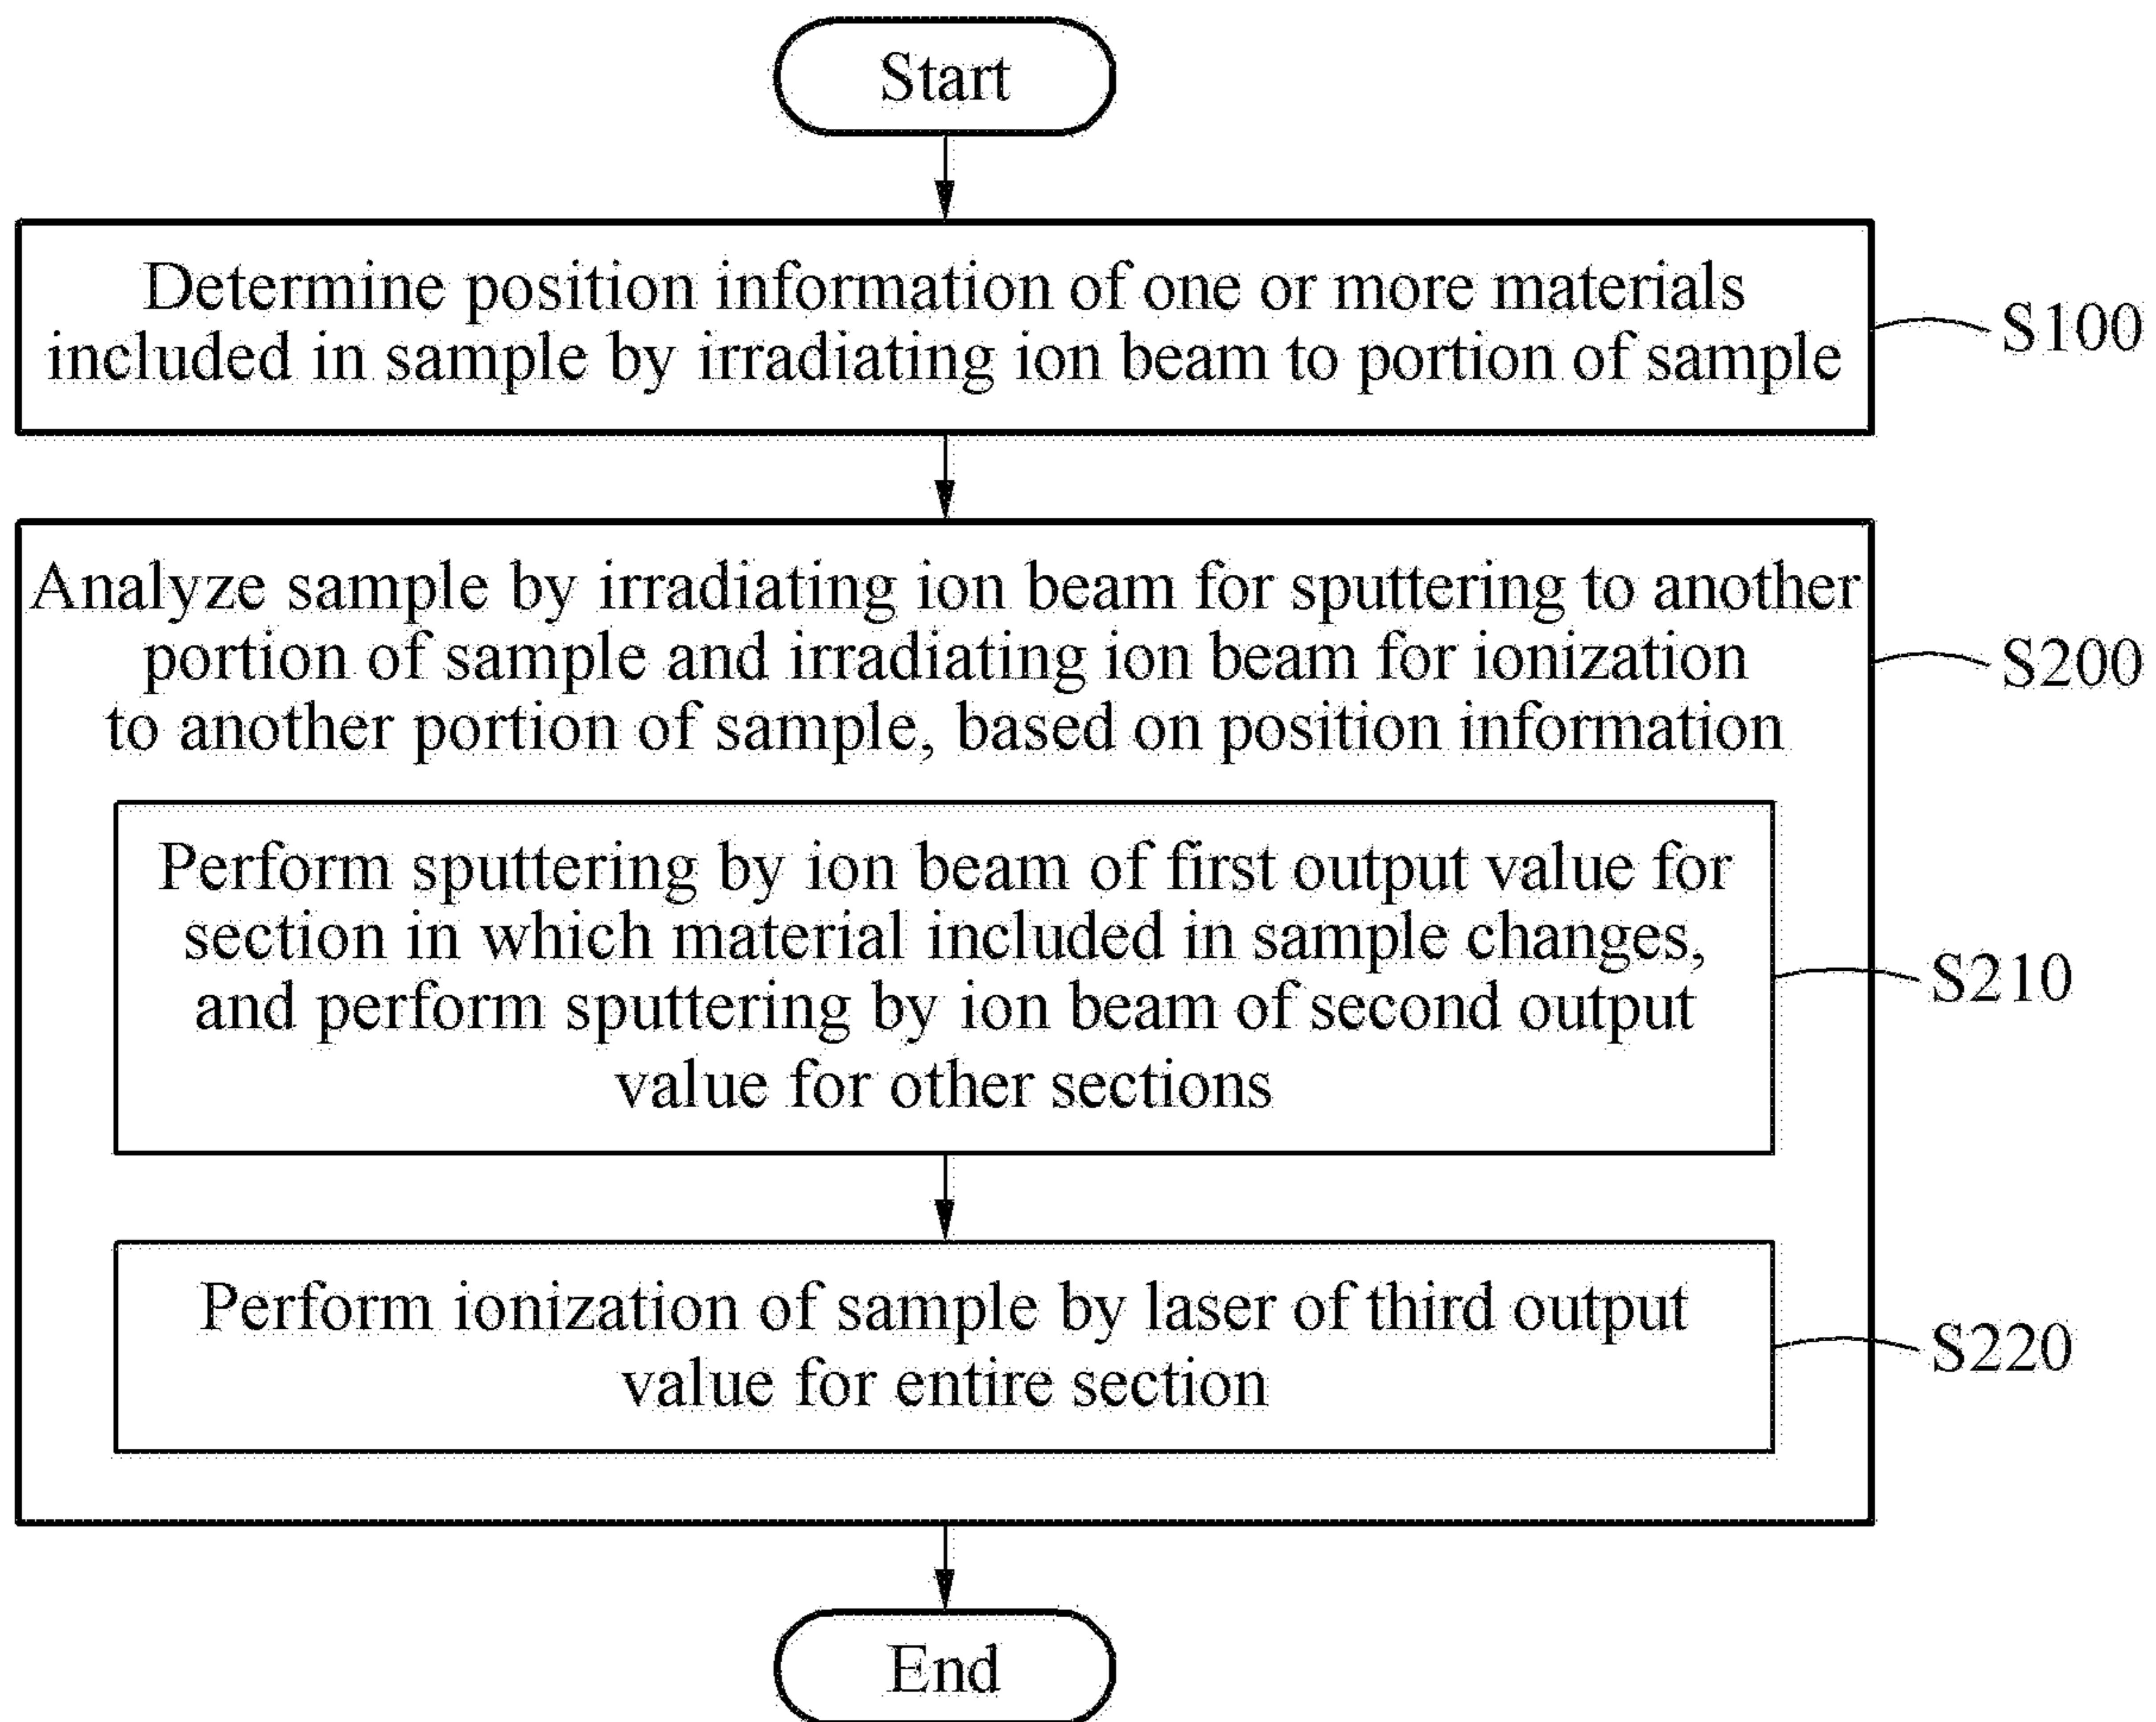 Start
Determine position information of one or more materials
included in sample by irradiating ion beam to portion of sample
S100
Analyze sample by irradiating ion beam for sputtering to another
portion of sample and irradiating ion beam for ionization
to another portion of sample, based on position information
S200
Perform sputtering by ion beam of first output value for
section in which material included in sample changes,
and perform sputtering by ion beam of second output
value for other sections
S210
Perform ionization of sample by laser of third output
value for entire section
S220
End